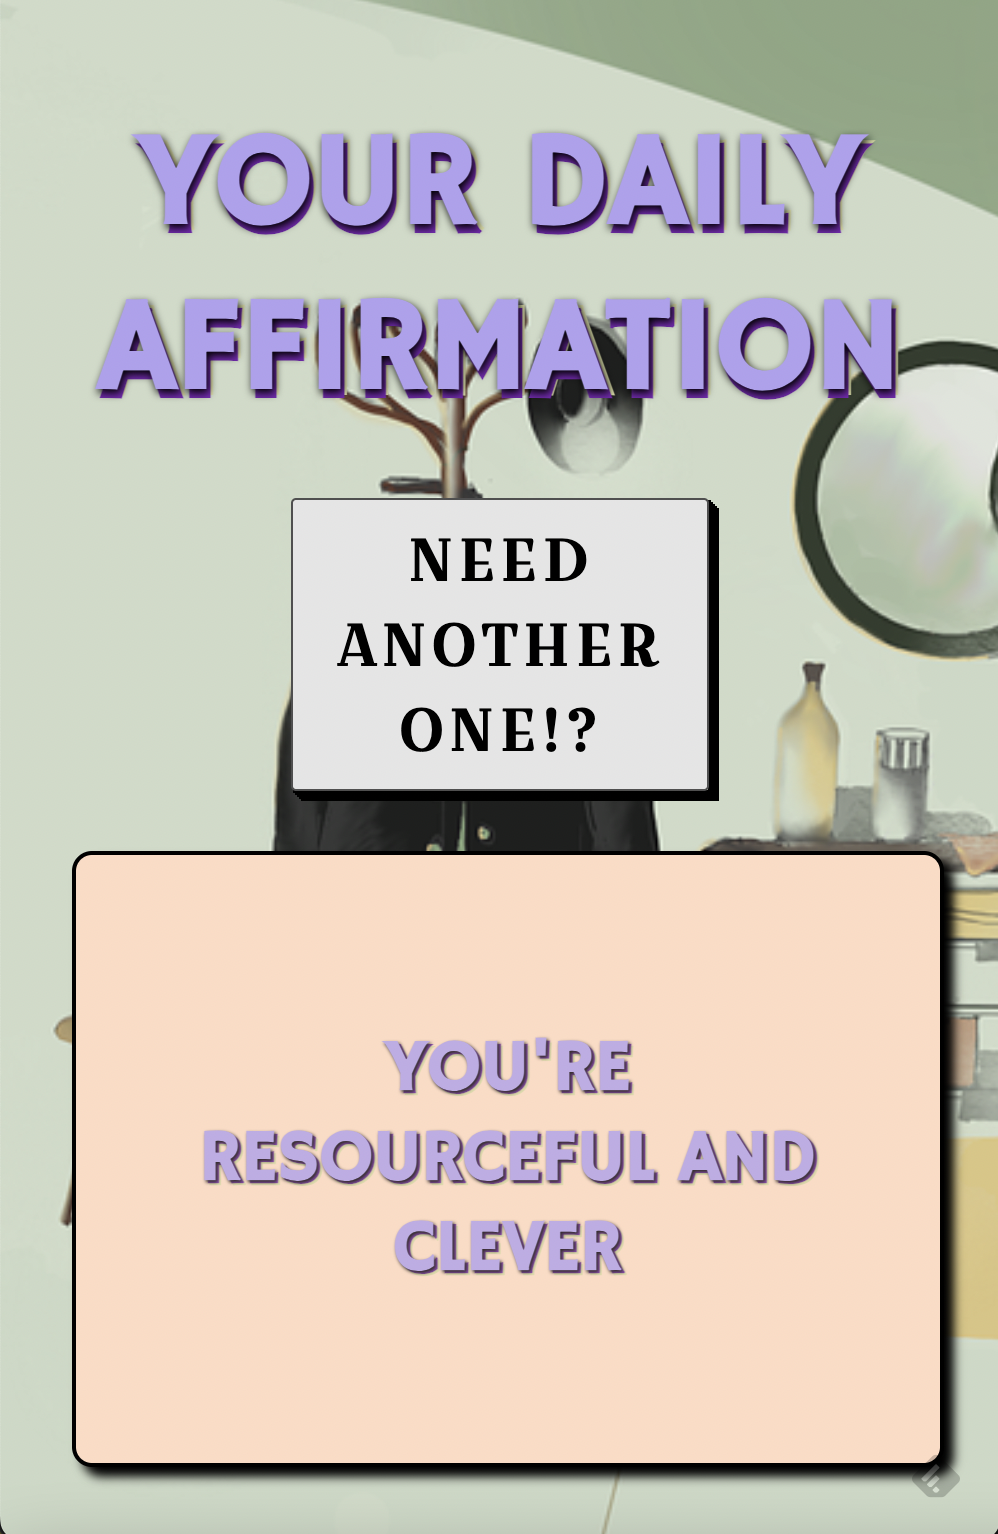 YOUR DAILY
AFFIRMATION
NEED
ANOTHER
ONE!?
YOU'RE
RESOURCEFUL AND
CLEVER